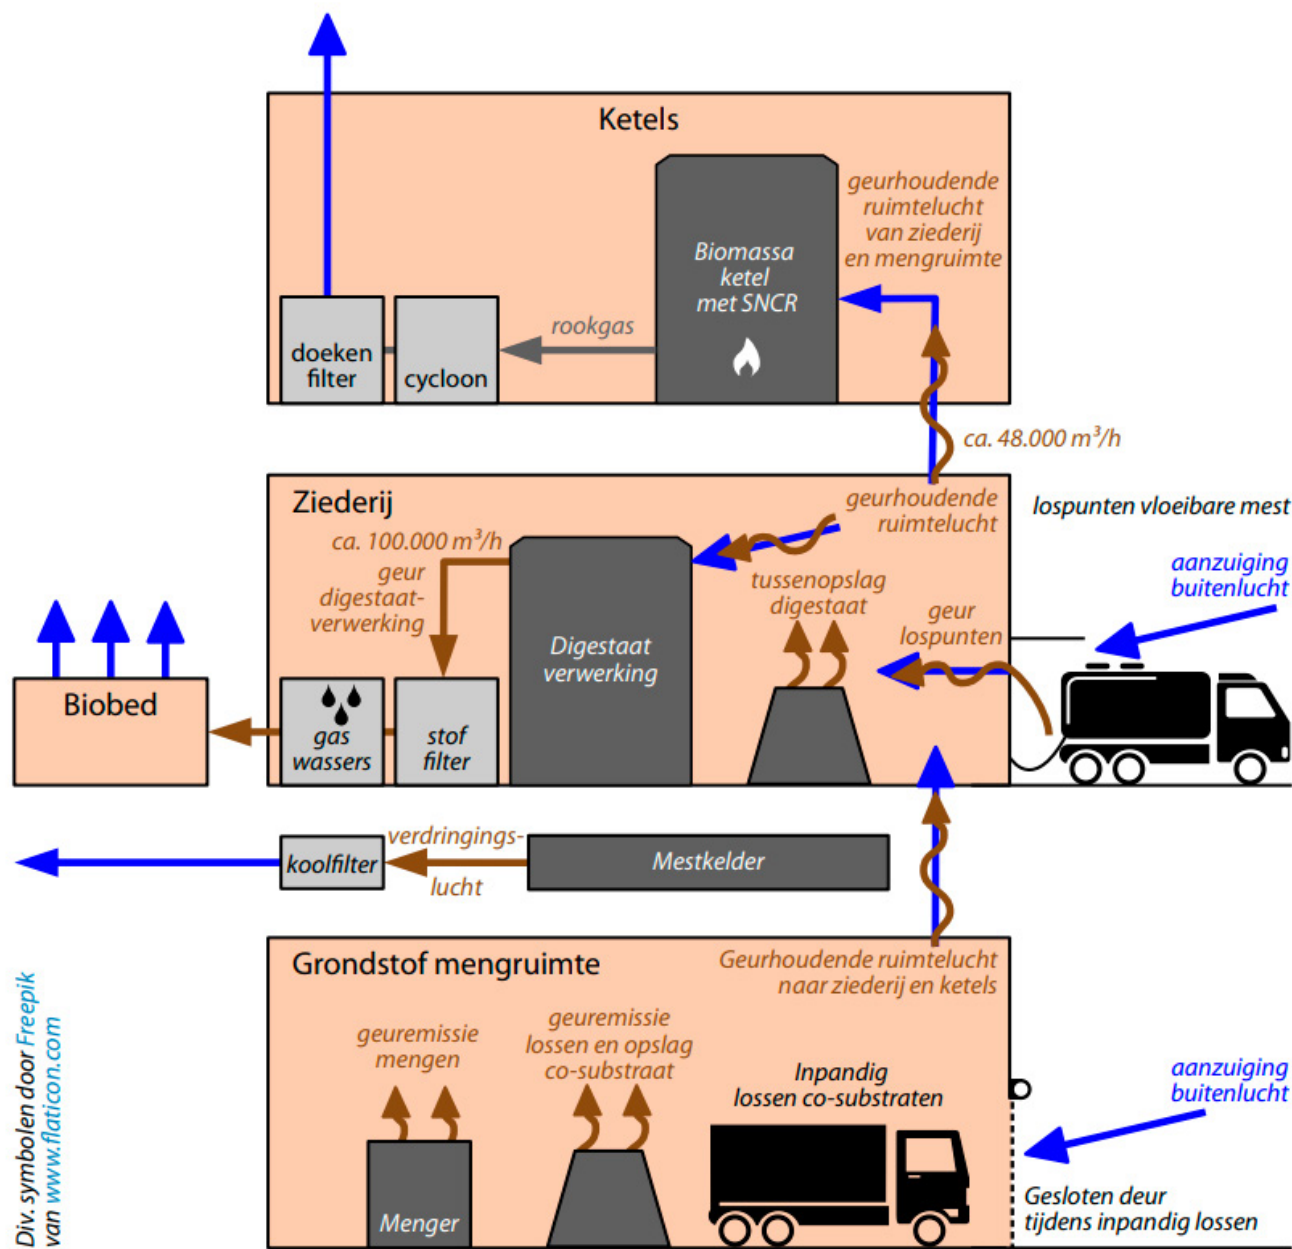 Ketels
geurhoudende
ruimtelucht
van ziederij
en mengruimte
Biomassa
ketel
met SNCR
rookgas
doeken
filter
cycloon
ca. 48.000 m³/h
Ziederij
geurhoudende
ruimtelucht
lospunten vloeibare mest
ca. 100.000 m³/h
geur
digestaat-
verwerking
tussenopslag
digestaat
aanzuiging
buitenlucht
geur
lospunten
Digestaat
verwerking
Biobed
gas
wassers
stof
filter
koolfilter
verdringings-
lucht
Mestkelder
Grondstof mengruimte
Geurhoudende ruimtelucht
naar ziederij en ketels
geuremissie
mengen
geuremissie
lossen en opslag
co-substraat
Inpandig
lossen co-substraten
aanzuiging
buitenlucht
Menger
Gesloten deur
tijdens inpandig lossen
Div. symbolen door Freepik
van www.flaticon.com